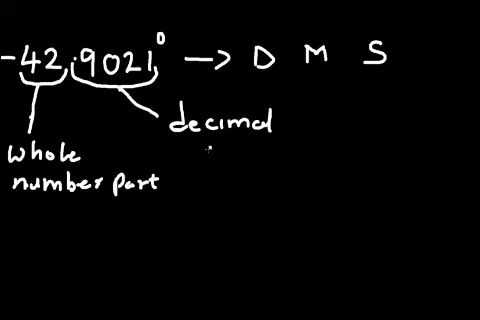 -42.9021° → D M S
decimal
whole
number part